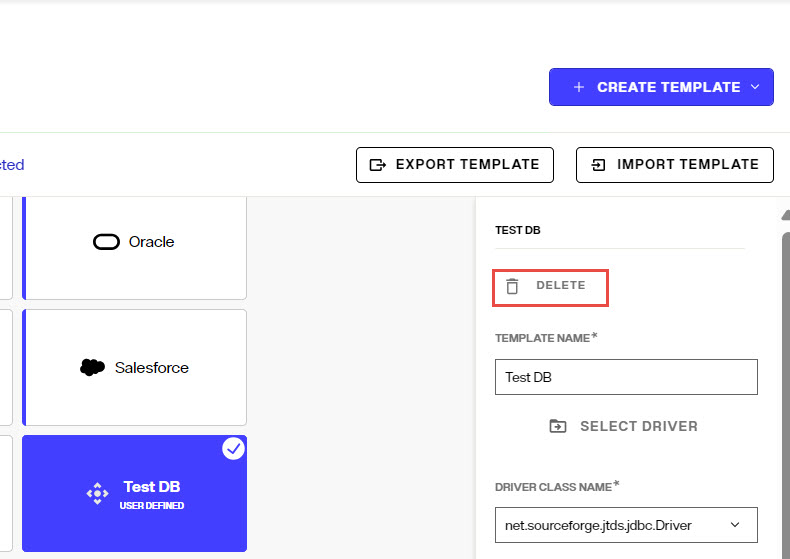 CREATE TEMPLATE
EXPORT TEMPLATE
IMPORT TEMPLATE
Oracle
Salesforce
Test DB
USER DEFINED
TEST DB
DELETE
TEMPLATE NAME*
Test DB
SELECT DRIVER
DRIVER CLASS NAME*
net.sourceforge.jtds.jdbc.Driver